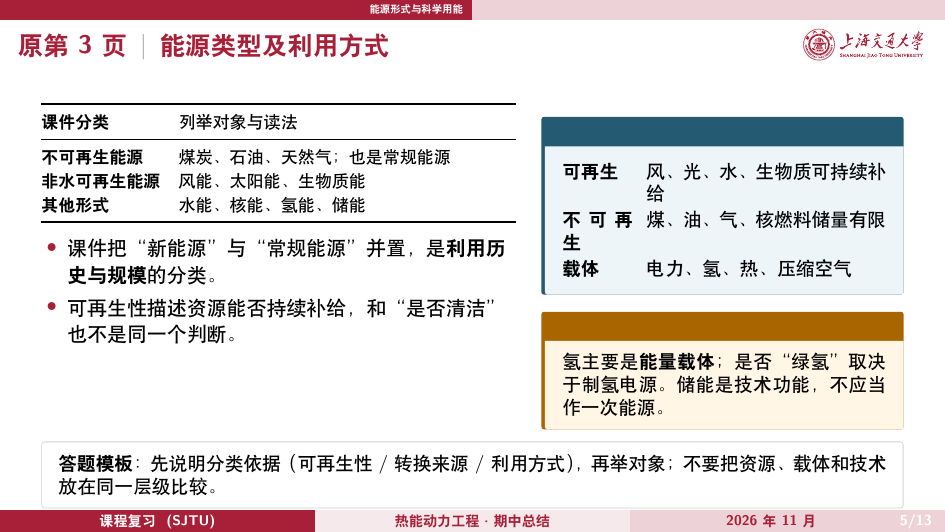 能源形式与科学用能
原第 3 页 | 能源类型及利用方式
上海交通大学
SHANGHAI JIAO TONG UNIVERSITY
课件分类 列举对象与读法
不可再生能源 煤炭、石油、天然气；也是常规能源
非水可再生能源 风能、太阳能、生物质能
其他形式 水能、核能、氢能、储能
• 课件把“新能源”与“常规能源”并置，是利用历
史与规模的分类。
• 可再生性描述资源能否持续补给，和“是否清洁”
也不是同一个判断。
可再生 风、光、水、生物质可持续补
给
不可再 煤、油、气、核燃料储量有限
生
载体 电力、氢、热、压缩空气
氢主要是能量载体；是否“绿氢”取决
于制氢电源。储能是技术功能，不应当
作一次能源。
答题模板：先说明分类依据（可再生性 / 转换来源 / 利用方式），再举对象；不要把资源、载体和技术
放在同一层级比较。
课程复习（SJTU） 热能动力工程 · 期中总结 2026 年 11 月 5/13